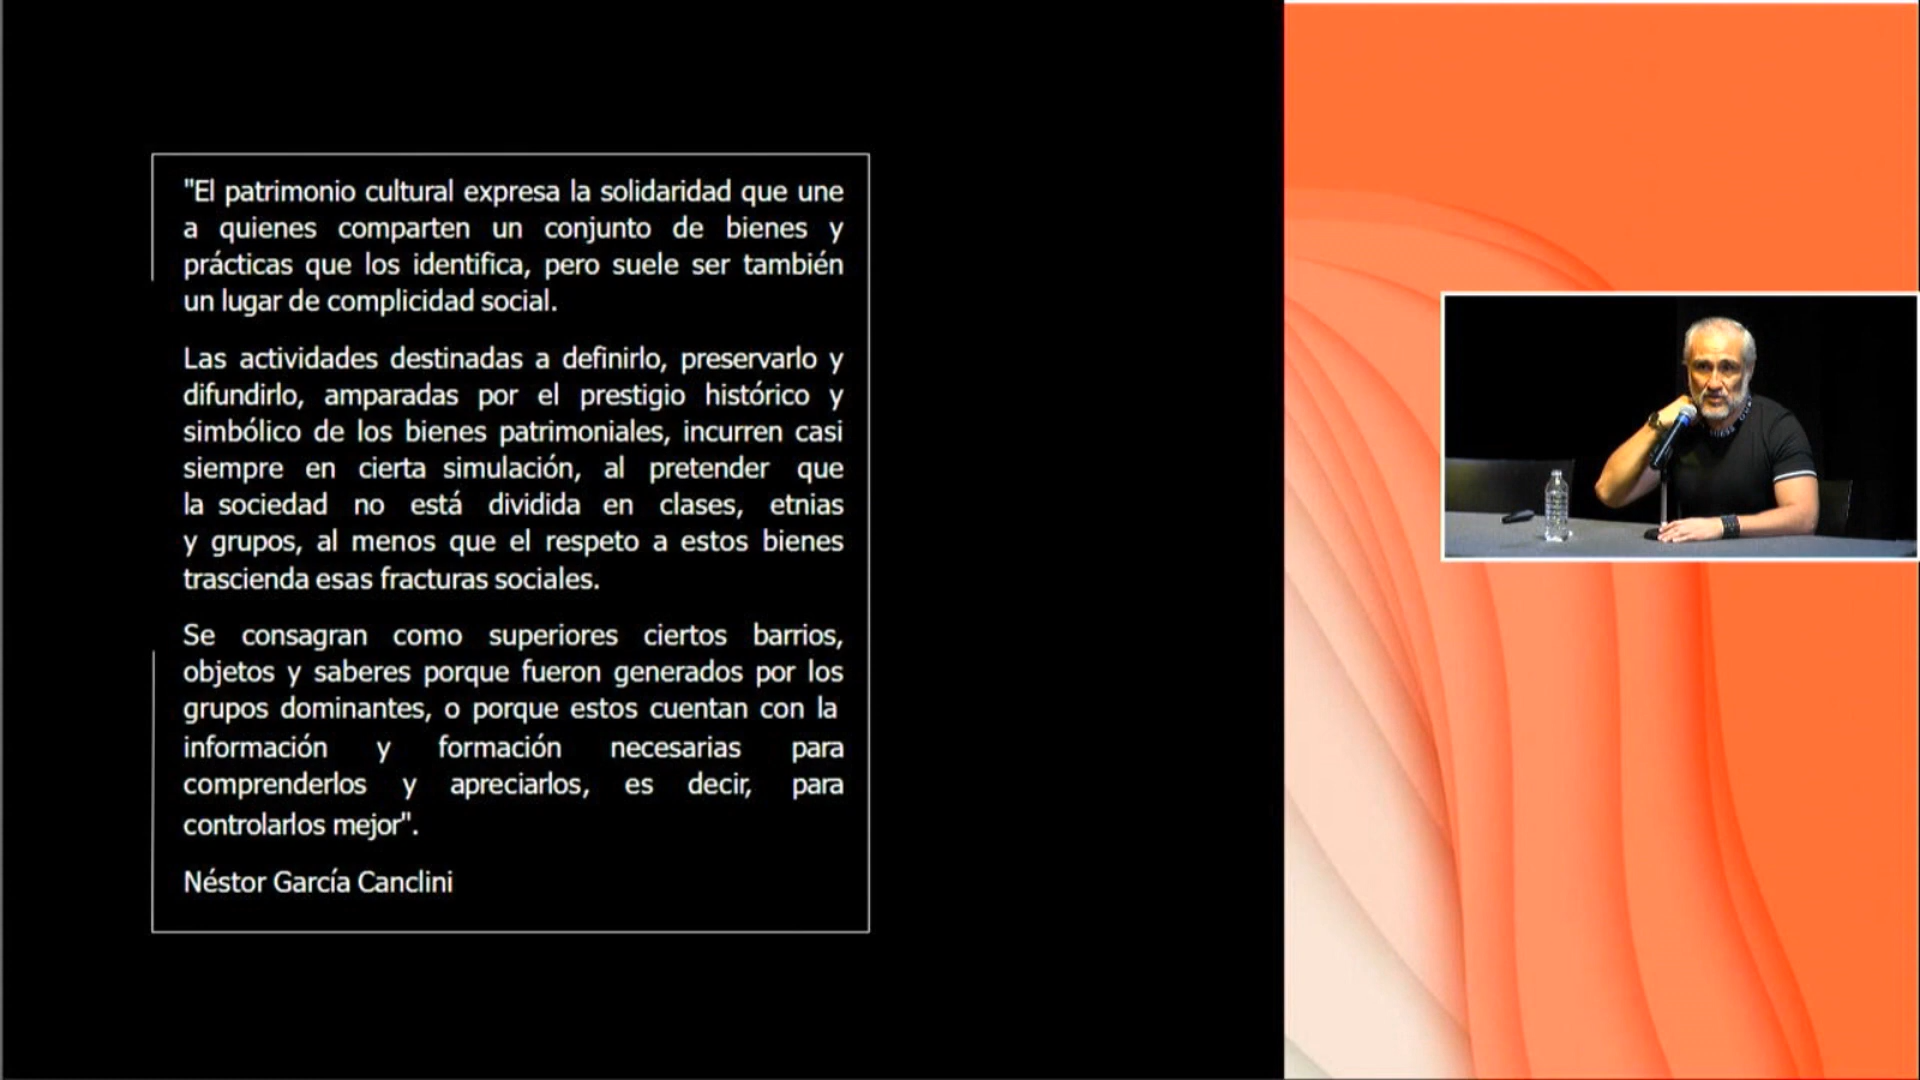 "El patrimonio cultural expresa la solidaridad que une
a quienes comparten un conjunto de bienes y
prácticas que los identifica, pero suele ser también
un lugar de complicidad social.
Las actividades destinadas a definirlo, preservarlo y
difundirlo, amparadas por el prestigio histórico y
simbólico de los bienes patrimoniales, incurren casi
siempre en cierta simulación, al pretender que
la sociedad no está dividida en clases, etnias
y grupos, al menos que el respeto a estos bienes
trascienda esas fracturas sociales.
Se consagran como superiores ciertos barrios,
objetos y saberes porque fueron generados por los
grupos dominantes, o porque estos cuentan con la
información y formación necesarias para
comprenderlos y apreciarlos, es decir, para
controlarlos mejor".
Néstor García Canclini